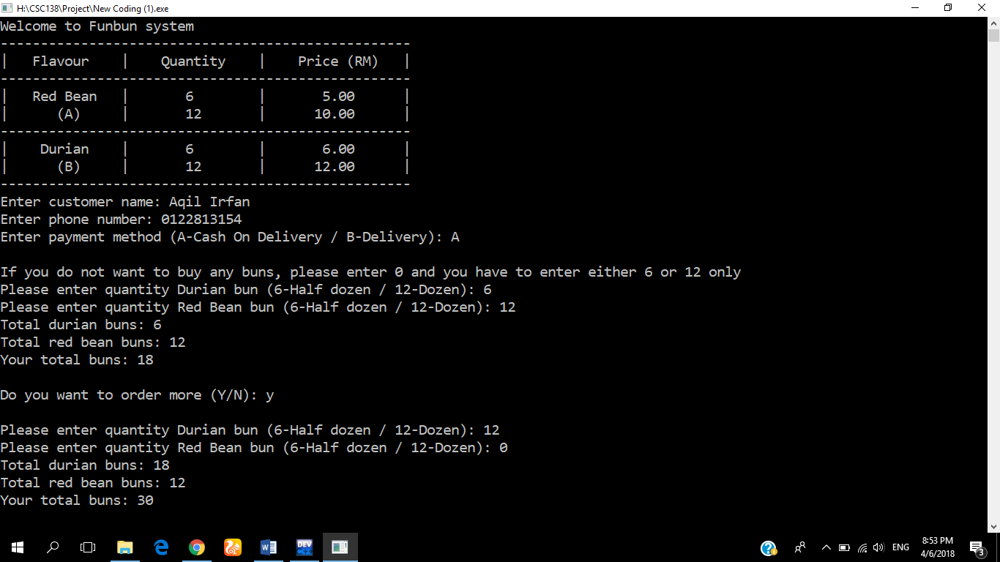 H:\CSC138\Project\New Coding (1).exe
Welcome to Funbun system
---------------------------------------------------
|   Flavour    |    Quantity    |    Price (RM)   |
---------------------------------------------------
|   Red Bean   |       6        |       5.00      |
|      (A)     |       12       |      10.00      |
---------------------------------------------------
|    Durian    |       6        |       6.00      |
|      (B)     |       12       |      12.00      |
---------------------------------------------------
Enter customer name: Aqil Irfan
Enter phone number: 0122813154
Enter payment method (A-Cash On Delivery / B-Delivery): A

If you do not want to buy any buns, please enter 0 and you have to enter either 6 or 12 only
Please enter quantity Durian bun (6-Half dozen / 12-Dozen): 6
Please enter quantity Red Bean bun (6-Half dozen / 12-Dozen): 12
Total durian buns: 6
Total red bean buns: 12
Your total buns: 18

Do you want to order more (Y/N): y

Please enter quantity Durian bun (6-Half dozen / 12-Dozen): 12
Please enter quantity Red Bean bun (6-Half dozen / 12-Dozen): 0
Total durian buns: 18
Total red bean buns: 12
Your total buns: 30
DEV
ENG
8:53 PM
4/6/2018
3